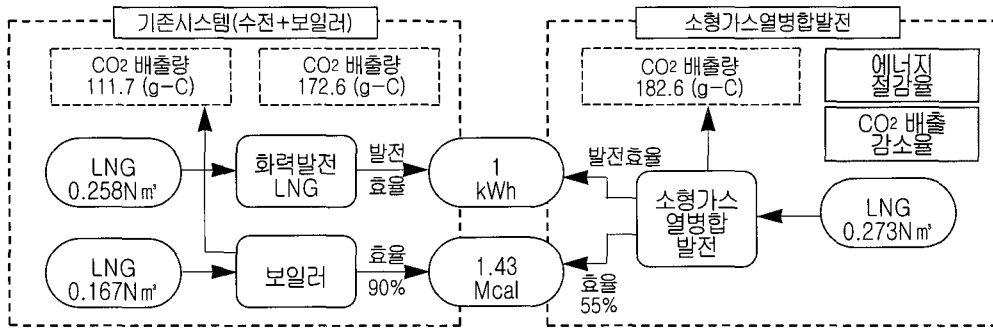 기존시스템(수전+보일러)
CO2 배출량
111.7 (g-C)
CO2 배출량
172.6 (g-C)
LNG
0.258N㎥
화력발전
LNG
발전
효율
1
kWh
LNG
0.167N㎥
보일러
효율
90%
1.43
Mcal
소형가스열병합발전
CO2 배출량
182.6 (g-C)
에너지
절감율
CO2 배출
감소율
발전효율
소형가스
열병합
발전
LNG
0.273N㎥
효율
55%